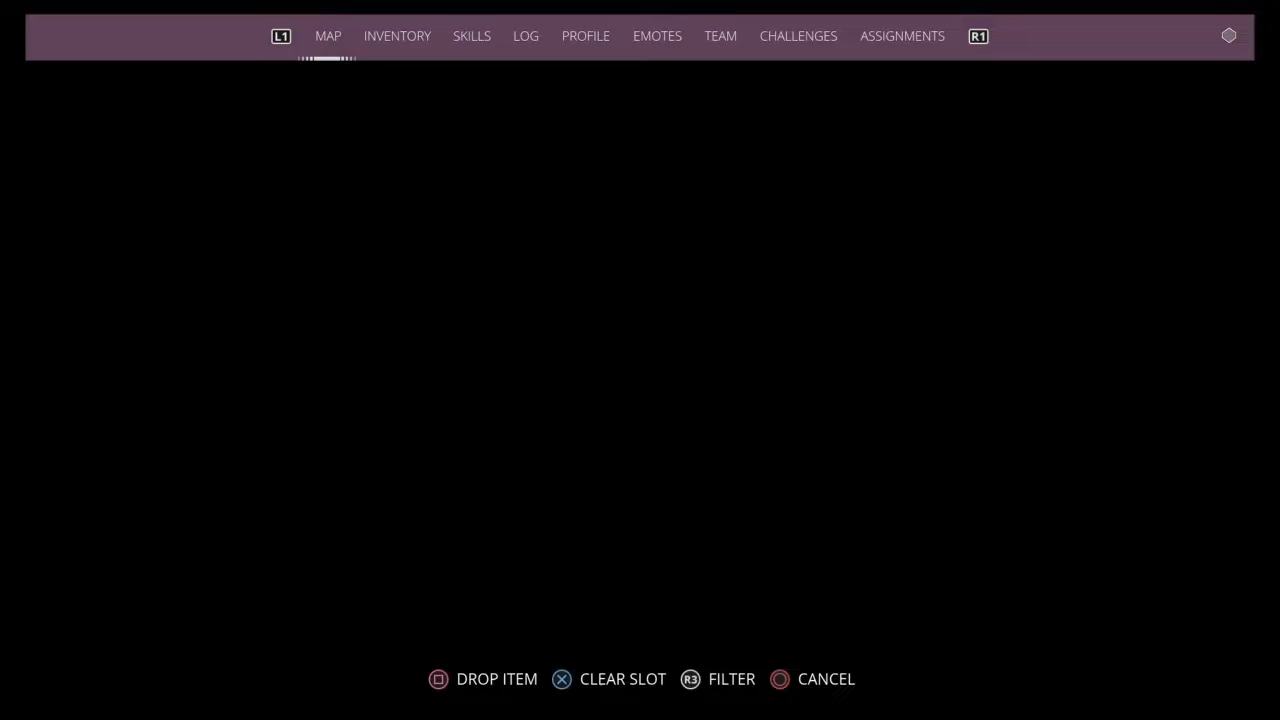 L1 MAP INVENTORY SKILLS LOG PROFILE EMOTES TEAM CHALLENGES ASSIGNMENTS R1
DROP ITEM CLEAR SLOT R3 FILTER CANCEL